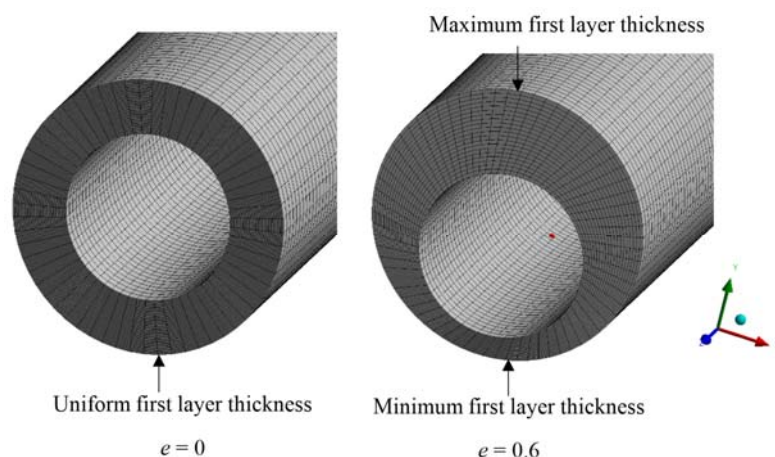 Maximum first layer thickness
Uniform first layer thickness
Minimum first layer thickness
e = 0
e = 0.6
Y